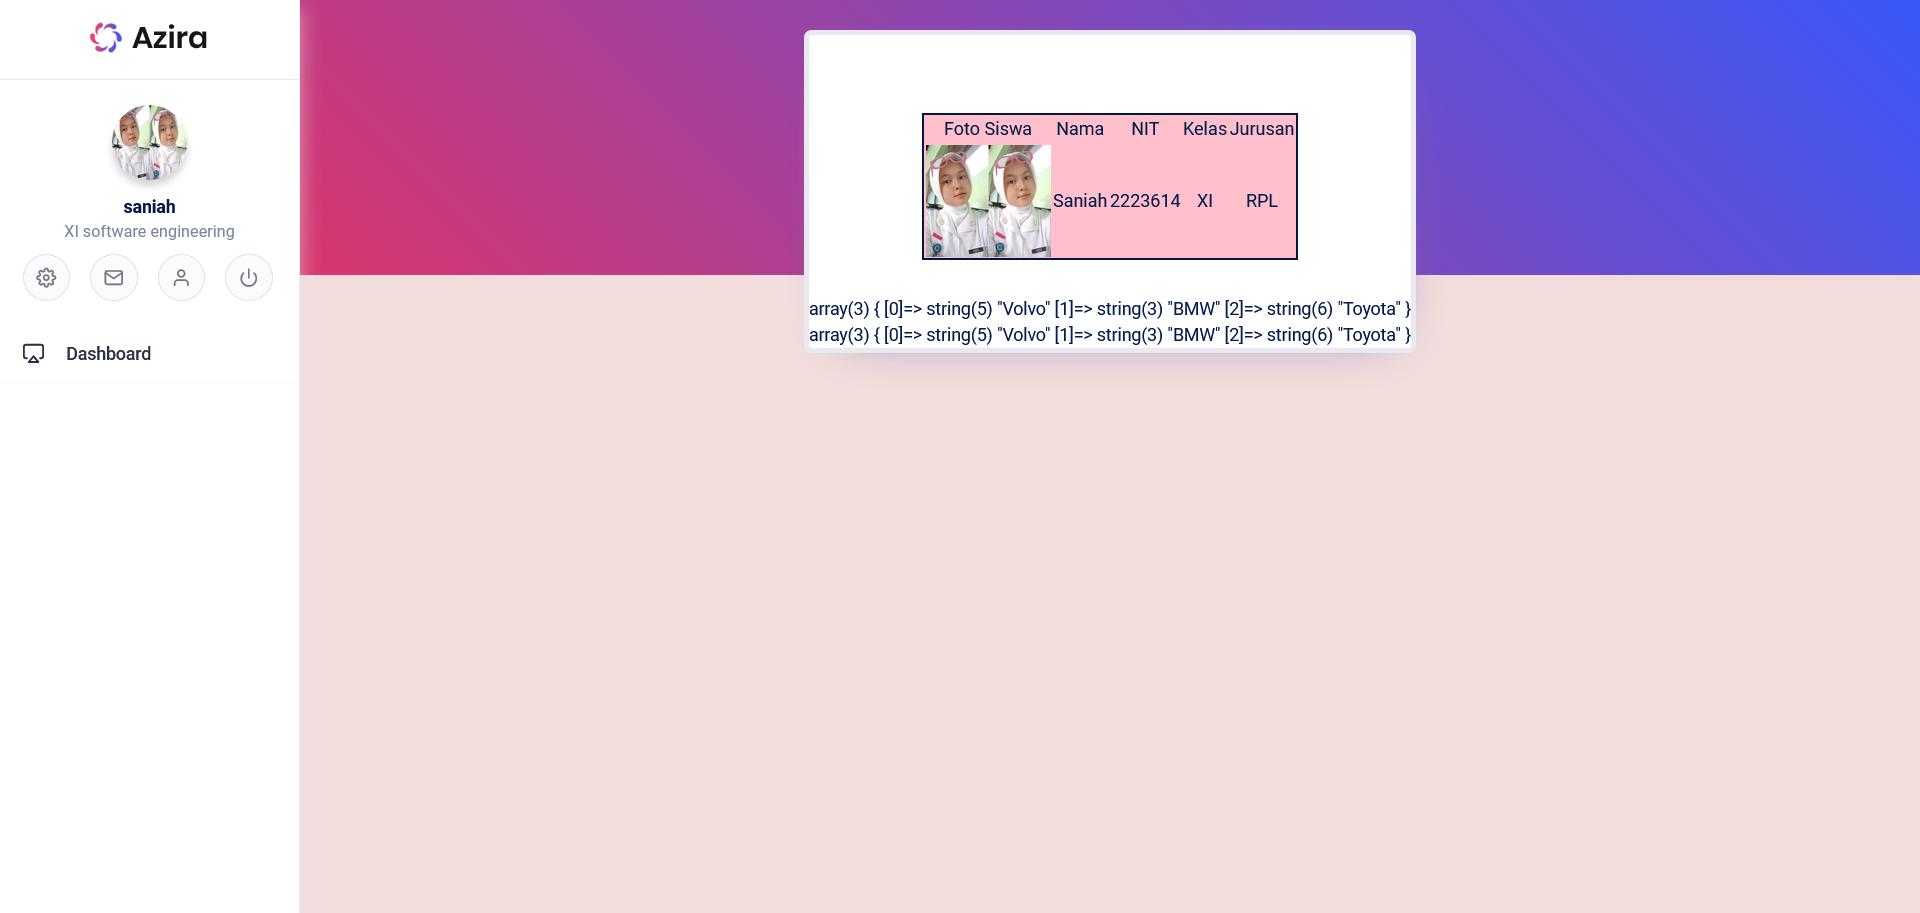 Azira
saniah
XI software engineering
Dashboard
Foto Siswa Nama NIT Kelas Jurusan
Saniah 2223614 XI RPL
array(3) { [0]=> string(5) "Volvo" [1]=> string(3) "BMW" [2]=> string(6) "Toyota" }
array(3) { [0]=> string(5) "Volvo" [1]=> string(3) "BMW" [2]=> string(6) "Toyota" }